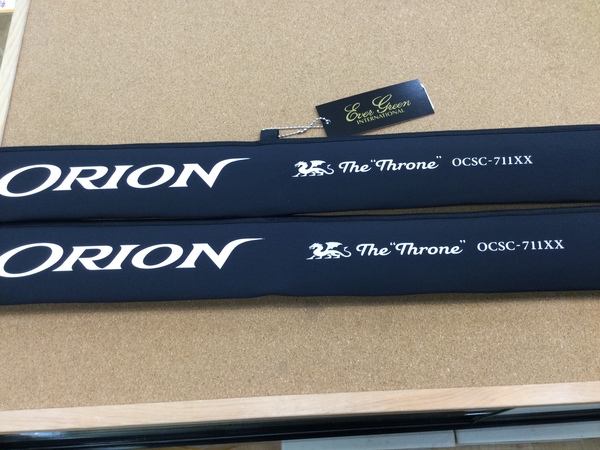 Ever Green
INTERNATIONAL
ORION The "Throne" OCSC-711XX
ORION The "Throne" OCSC-711XX